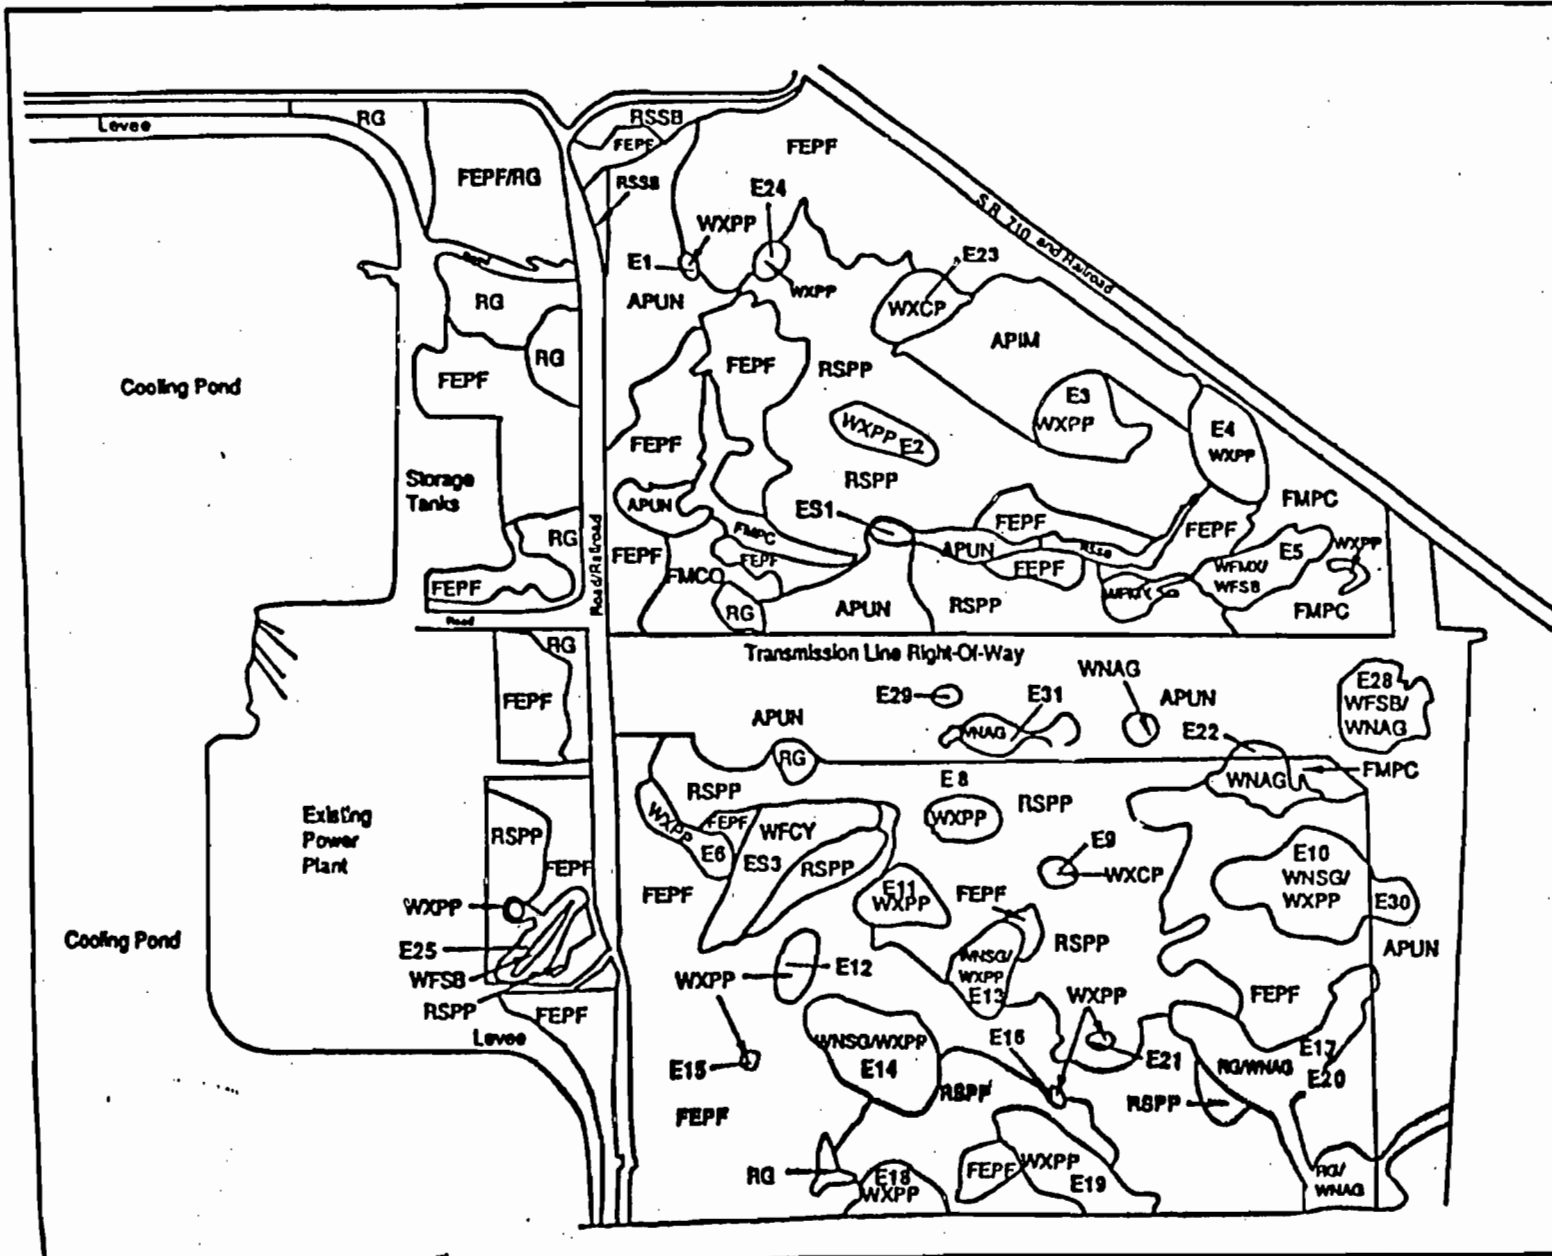 Levee
RG
RSSB
FEPF
FEPF
FEPF/RG
RSSB
E24
S.R. 710 and Railroad
WXPP
E1
E23
WXPP
APUN
RG
WXCP
APIM
RG
FEPF
RSPP
FEPF
Cooling Pond
E3
WXPP
WXPP
E2
E4
WXPP
FEPF
Storage
Tanks
RSPP
APUN
ES1
FMPC
FEPF
FEPF
RG
FMPC
APUN
RSSB
E5
WXPP
FEPF
FEPF
FEPF
WFMX/
WFSB
FEPF
FMCO
RG
APUN
RSPP
FMPC
Road/Railroad
Road
Transmission Line Right-Of-Way
RG
FEPF
WNAG
E29
E31
APUN
E28
WFSB/
WNAG
APUN
WNAG
E22
RG
FMPC
WNAG
RSPP
E8
RSPP
WXPP
WXPP
FEPF
WFCY
E6
ES3
RSPP
Existing
Power
Plant
RSPP
FEPF
E9
WXCP
E10
WNSG/
WXPP
E11
WXPP
FEPF
FEPF
E30
WXPP
Cooling Pond
E25
WFSB
RSPP
RSPP
APUN
WNSG/
WXPP
E13
WXPP
E12
WXPP
FEPF
FEPF
Levee
WNSG/WXPP
E14
E16
E21
E17
RG/WNAG
E20
E15
RSPP
RSPP
FEPF
RG
E18
WXPP
FEPF
WXPP
E19
RG/
WNAG